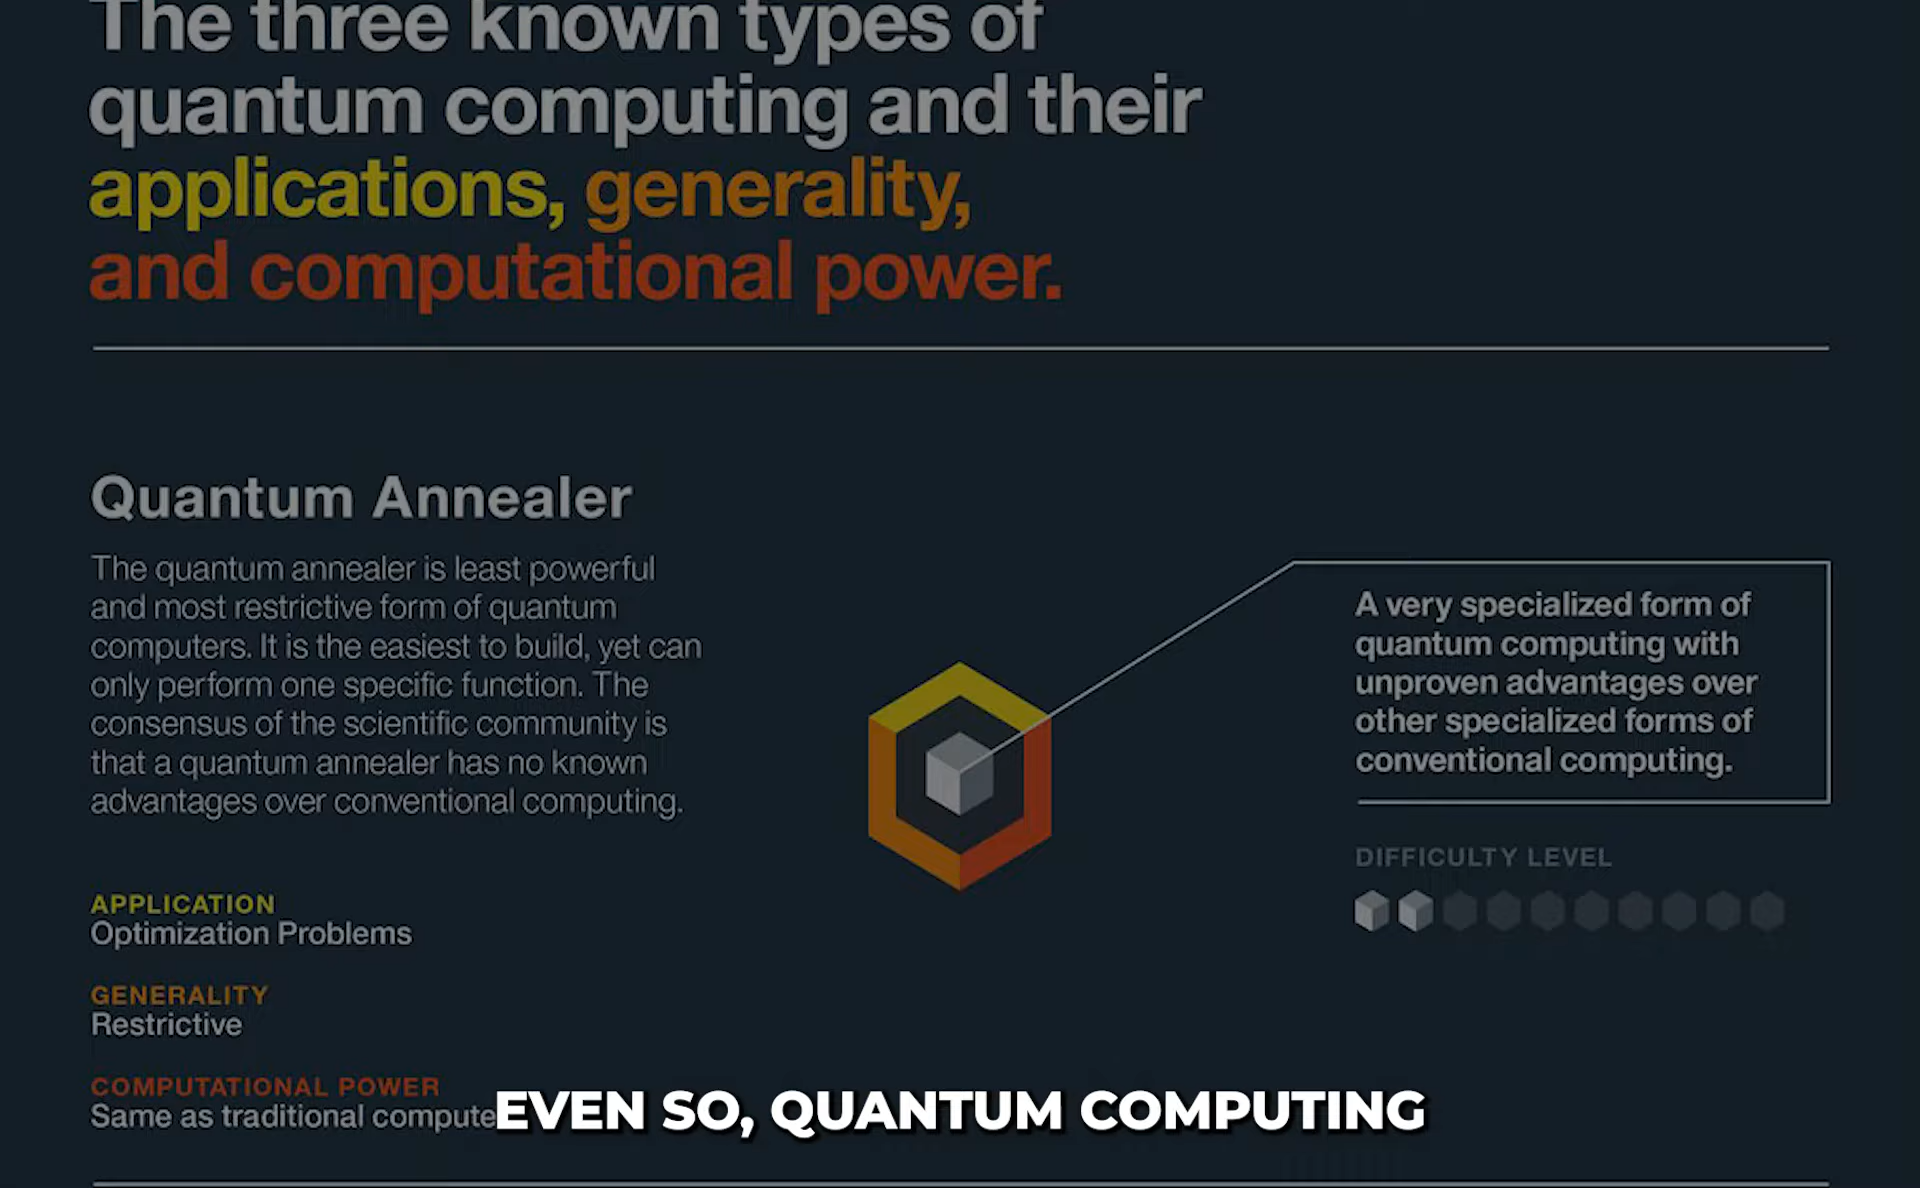 The three known types of
quantum computing and their
applications, generality,
and computational power.
Quantum Annealer
The quantum annealer is least powerful
and most restrictive form of quantum
computers. It is the easiest to build, yet can
only perform one specific function. The
consensus of the scientific community is
that a quantum annealer has no known
advantages over conventional computing.
A very specialized form of
quantum computing with
unproven advantages over
other specialized forms of
conventional computing.
DIFFICULTY LEVEL
APPLICATION
Optimization Problems
GENERALITY
Restrictive
COMPUTATIONAL POWER
Same as traditional compute
EVEN SO, QUANTUM COMPUTING